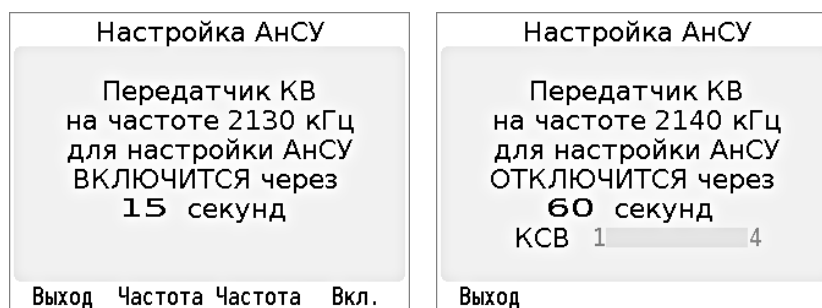 Настройка АнСУ
Передатчик КВ
на частоте 2130 кГц
для настройки АнСУ
ВКЛЮЧИТСЯ через
15 секунд
Выход Частота Частота Вкл.
Настройка АнСУ
Передатчик КВ
на частоте 2140 кГц
для настройки АнСУ
ОТКЛЮЧИТСЯ через
60 секунд
КСВ 1 4
Выход